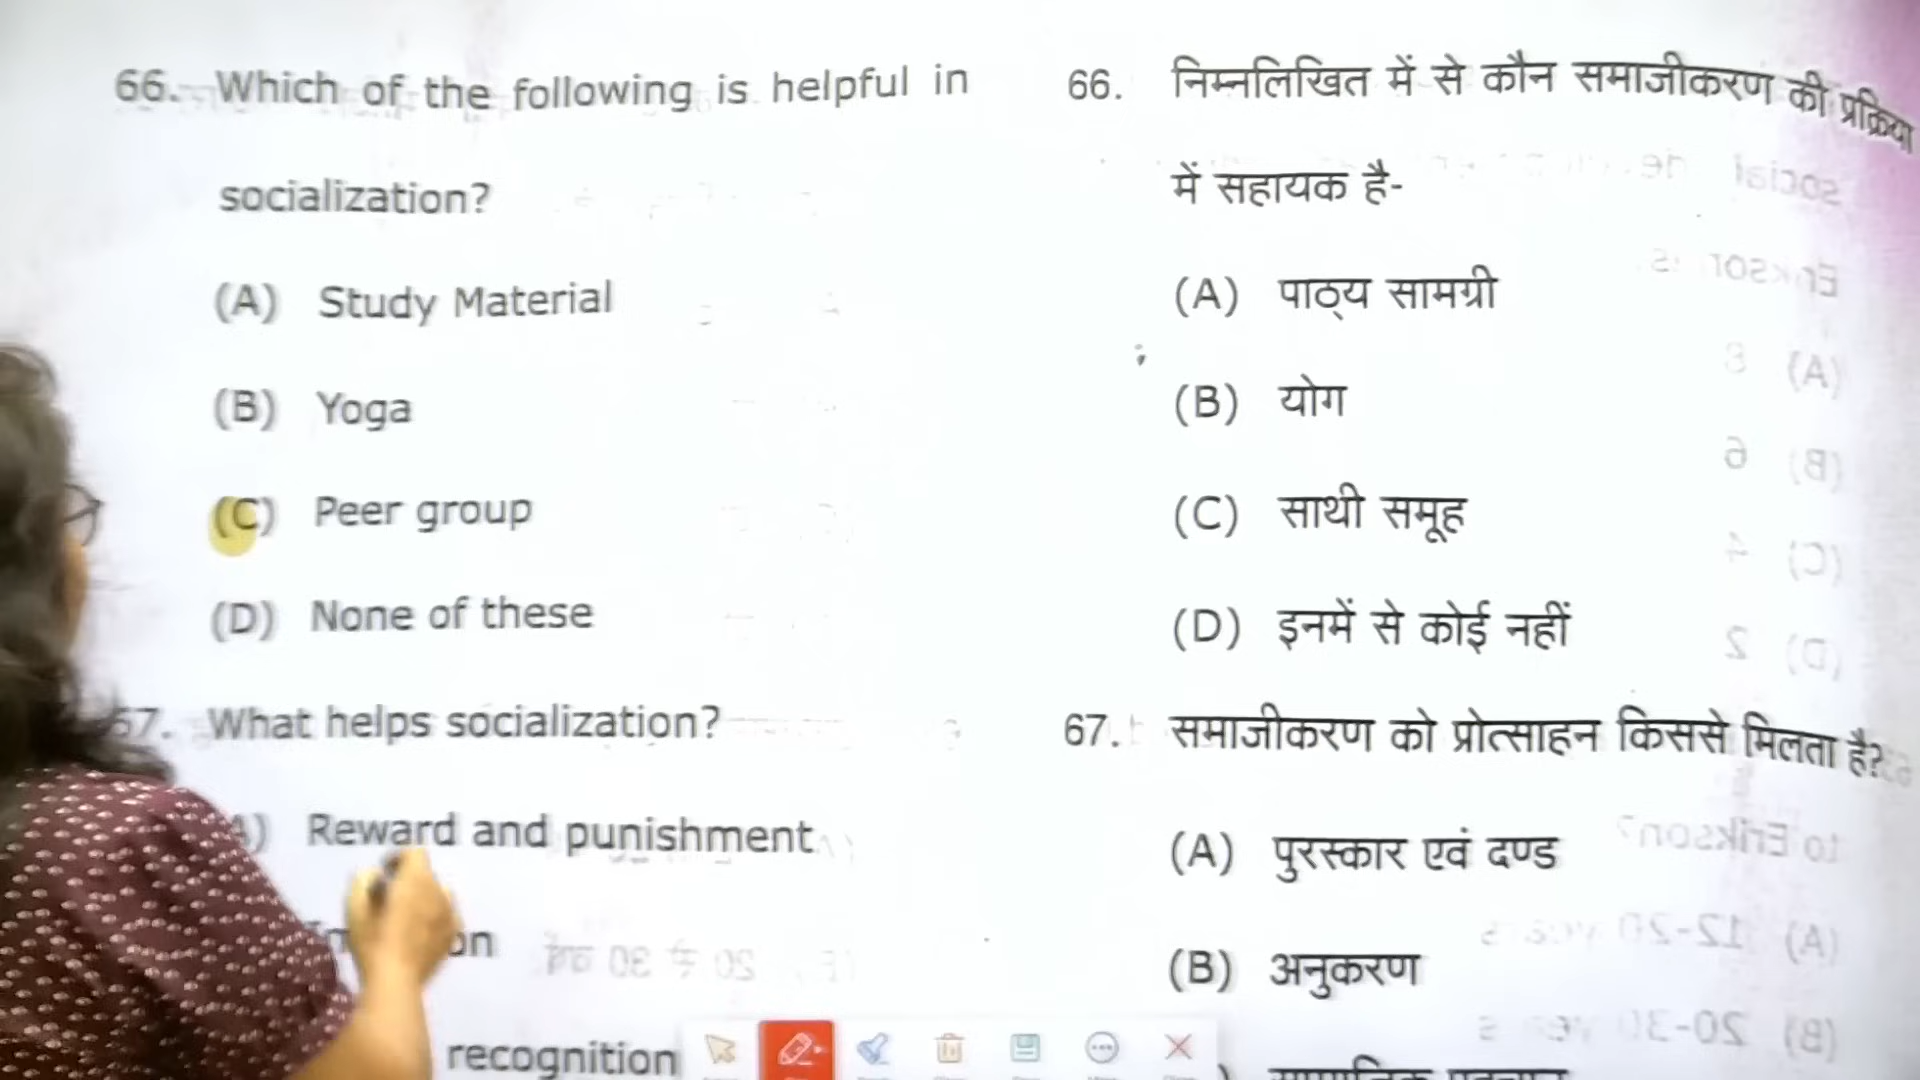 66. Which of the following is helpful in
socialization?
(A) Study Material
(B) Yoga
(C) Peer group
(D) None of these
67. What helps socialization?
Reward and punishment
recognition
66. निम्नलिखित में से कौन समाजीकरण की प्रक्रिया
में सहायक है-
(A) पाठ्य सामग्री
(B) योग
(C) साथी समूह
(D) इनमें से कोई नहीं
67. समाजीकरण को प्रोत्साहन किससे मिलता है?
(A) पुरस्कार एवं दण्ड
(B) अनुकरण